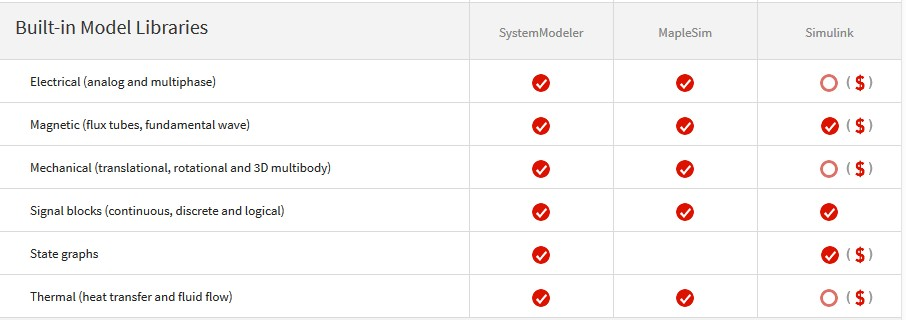 Built-in Model Libraries
SystemModeler
MapleSim
Simulink
Electrical (analog and multiphase)
( $ )
Magnetic (flux tubes, fundamental wave)
( $ )
Mechanical (translational, rotational and 3D multibody)
( $ )
Signal blocks (continuous, discrete and logical)
State graphs
( $ )
Thermal (heat transfer and fluid flow)
( $ )